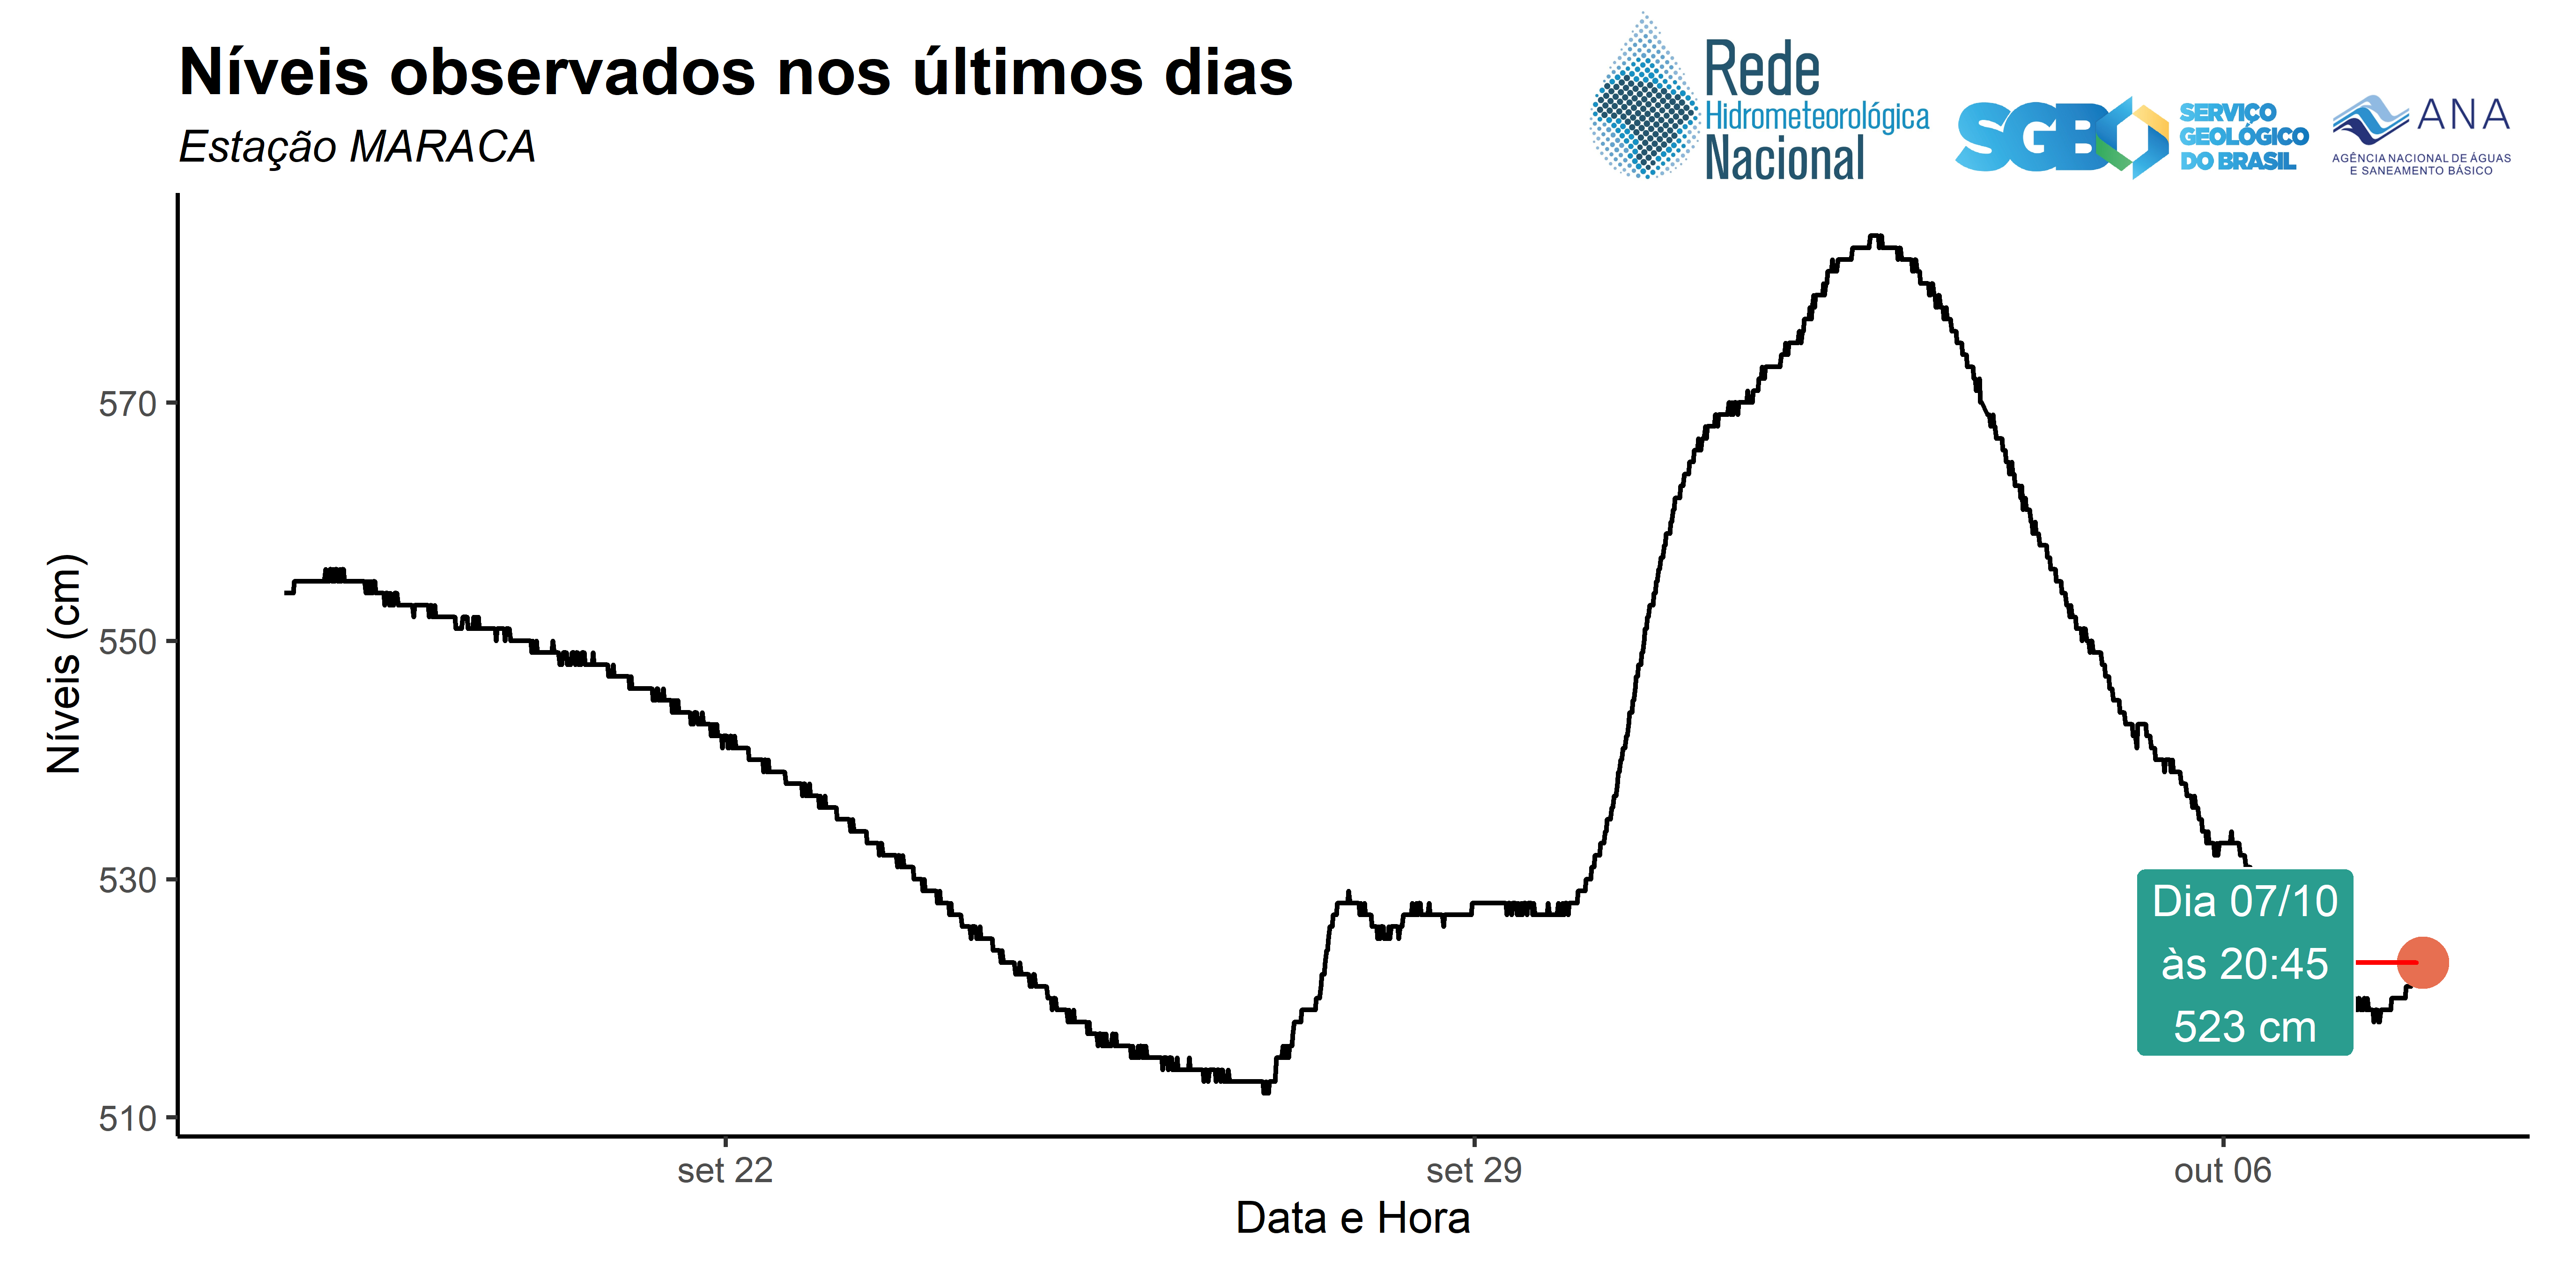 Níveis observados nos últimos dias
Estação MARACA
Rede
Hidrometeorológica
Nacional
SGB
SERVIÇO
GEOLÓGICO
DO BRASIL
ANA
AGÊNCIA NACIONAL DE ÁGUAS
E SANEAMENTO BÁSICO
Níveis (cm)
570
550
530
510
Dia 07/10
às 20:45
523 cm
set 22
set 29
out 06
Data e Hora